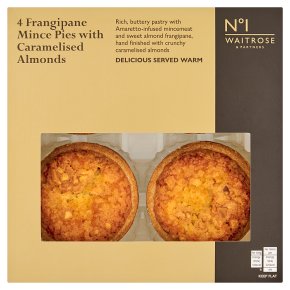 4 Frangipane
Mince Pies with
Caramelised
Almonds
Rich, buttery pastry with
Amaretto-infused mincemeat
and sweet almond frangipane,
hand finished with crunchy
caramelised almonds
DELICIOUS SERVED WARM
Nº1
WAITROSE
& PARTNERS
KEEP FLAT